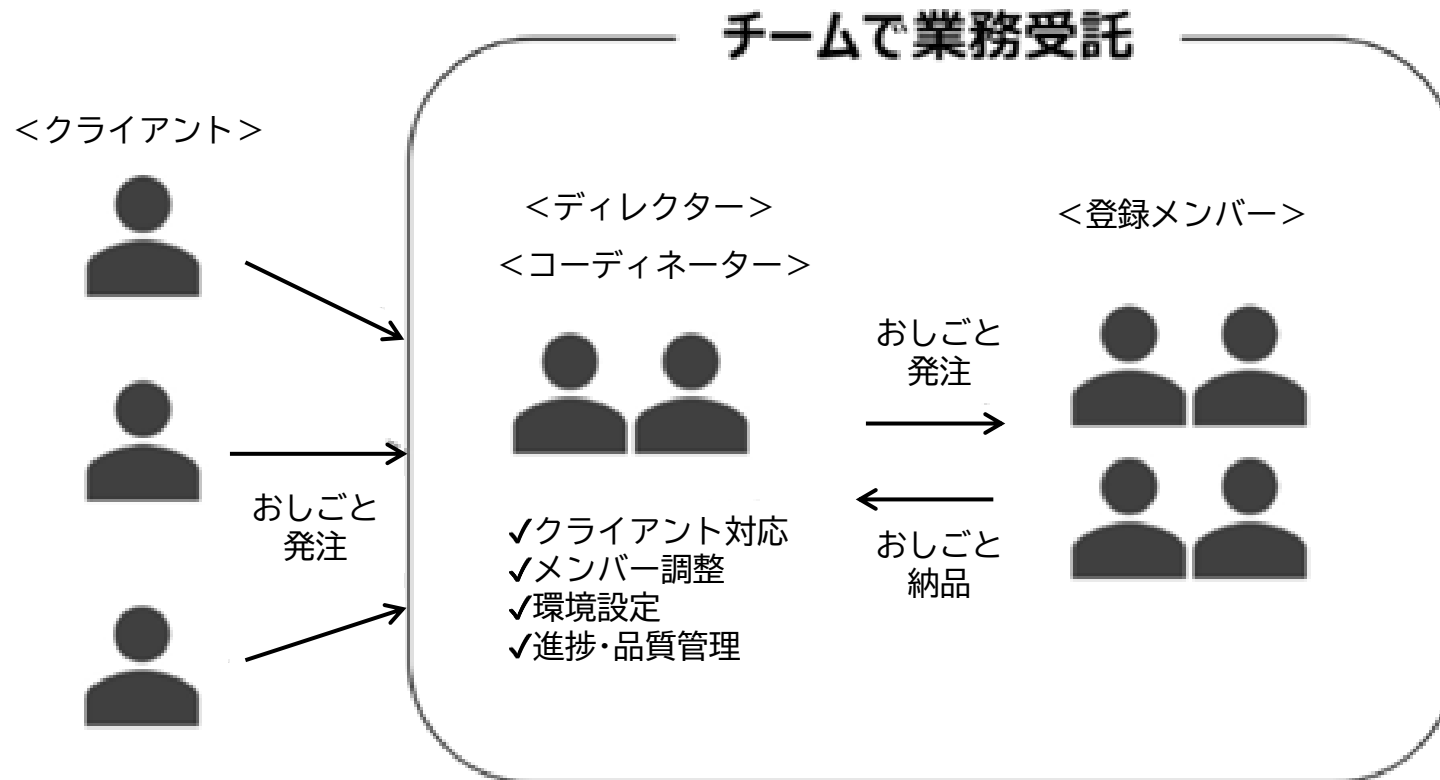 チームで業務受託
＜クライアント＞
おしごと
発注
＜ディレクター＞
＜コーディネーター＞
✓クライアント対応
✓メンバー調整
✓環境設定
✓進捗・品質管理
おしごと
発注
おしごと
納品
＜登録メンバー＞